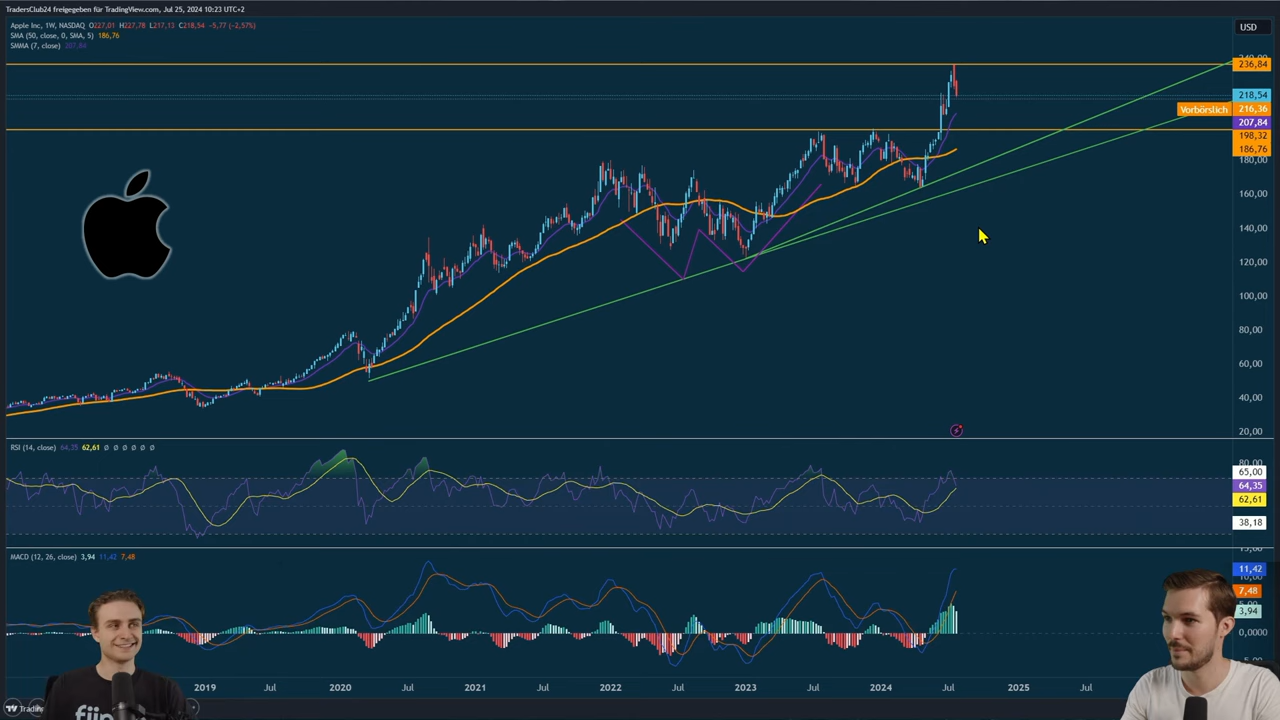 TradersClub24 freigegeben für TradingView.com, Jul 25, 2024 10:23 UTC+2
Apple Inc, 1W, NASDAQ O227,01 H227,78 L217,13 C218,54 -5,77 (-2,57%)
SMA (50, close, 0, SMA, 5) 186,76
SMMA (7, close) 207,84
USD
236,84
218,54
Vorbörslich 216,36
207,84
198,32
186,76
180,00
160,00
140,00
120,00
100,00
80,00
60,00
40,00
20,00
RSI (14, close) 64,35 62,61 Ø Ø Ø Ø Ø Ø
80,00
65,00
64,35
62,61
38,18
MACD (12, 26, close) 3,94 11,42 7,48
11,42
7,48
3,94
0,0000
2019 Jul 2020 Jul 2021 Jul 2022 Jul 2023 Jul 2024 Jul 2025 Jul